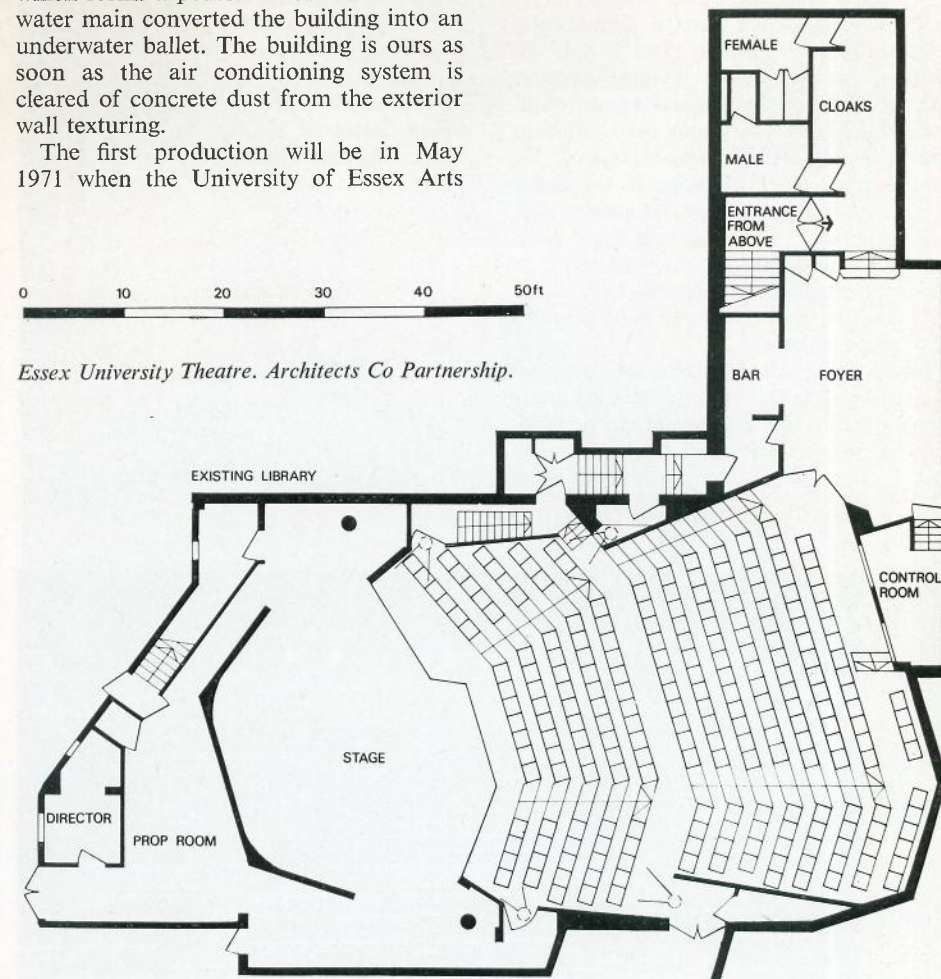 water main converted the building into an
underwater ballet. The building is ours as
soon as the air conditioning system is
cleared of concrete dust from the exterior
wall texturing.
The first production will be in May
1971 when the University of Essex Arts
0 10 20 30 40 50ft
Essex University Theatre. Architects Co Partnership.
FEMALE
CLOAKS
MALE
ENTRANCE
FROM
ABOVE
BAR
FOYER
EXISTING LIBRARY
CONTROL
ROOM
STAGE
DIRECTOR
PROP ROOM